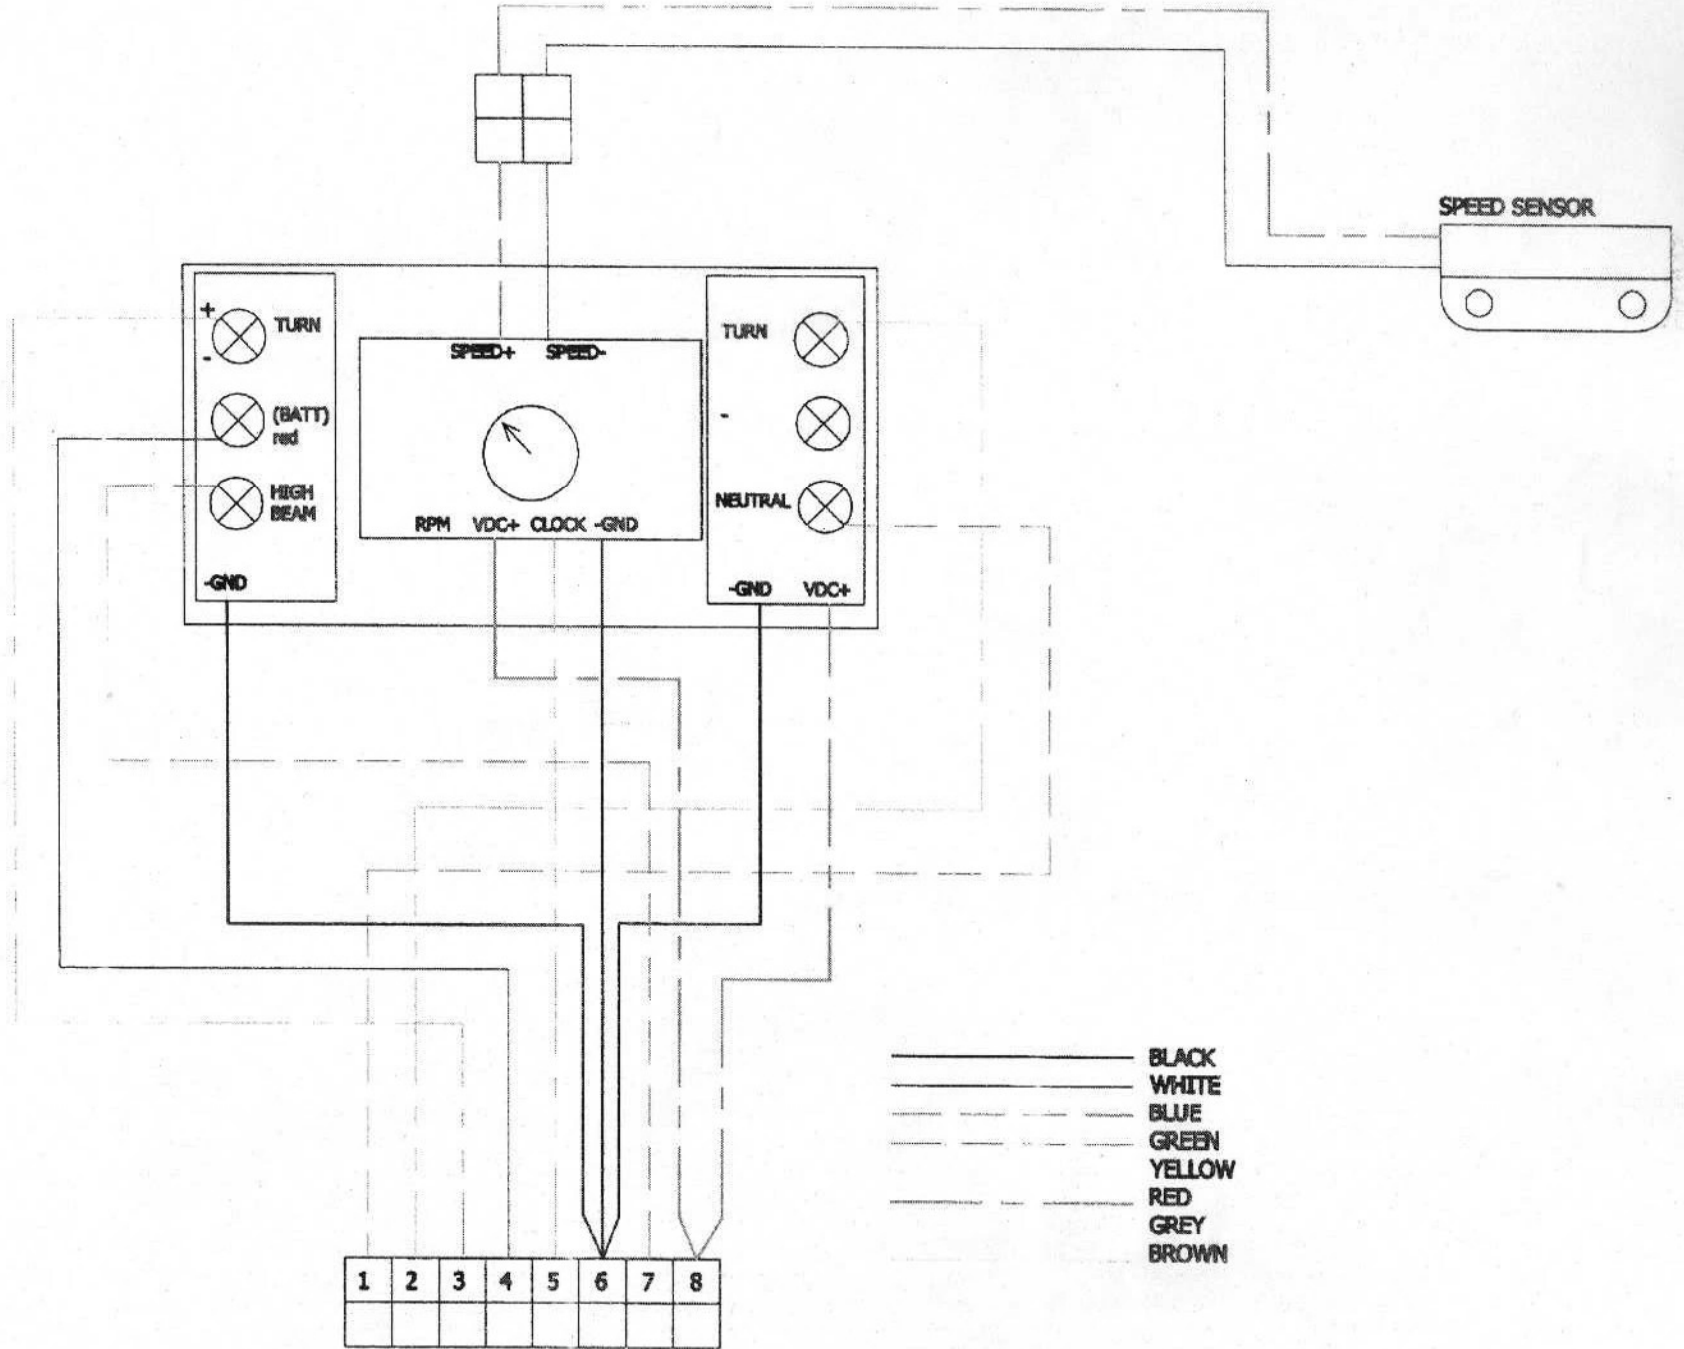 SPEED SENSOR
+
TURN
-
(BATT)
red
HIGH
BEAM
-GND
SPEED+ SPEED-
RPM VDC+ CLOCK -GND
TURN
-
NEUTRAL
-GND VDC+
BLACK
WHITE
BLUE
GREEN
YELLOW
RED
GREY
BROWN
1 2 3 4 5 6 7 8